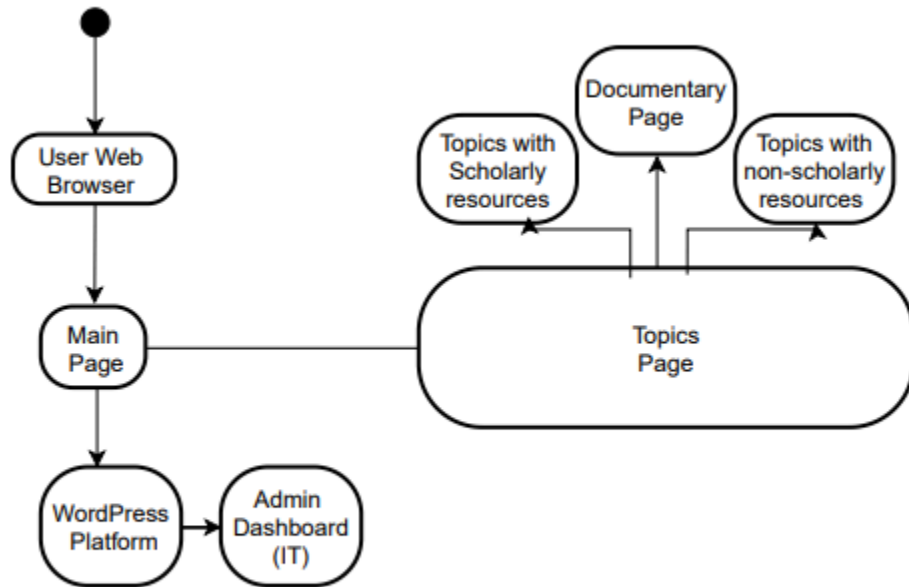 Documentary
Page
Topics with
Scholarly
resources
Topics with
non-scholarly
resources
User Web
Browser
Main
Page
Topics
Page
WordPress
Platform
Admin
Dashboard
(IT)